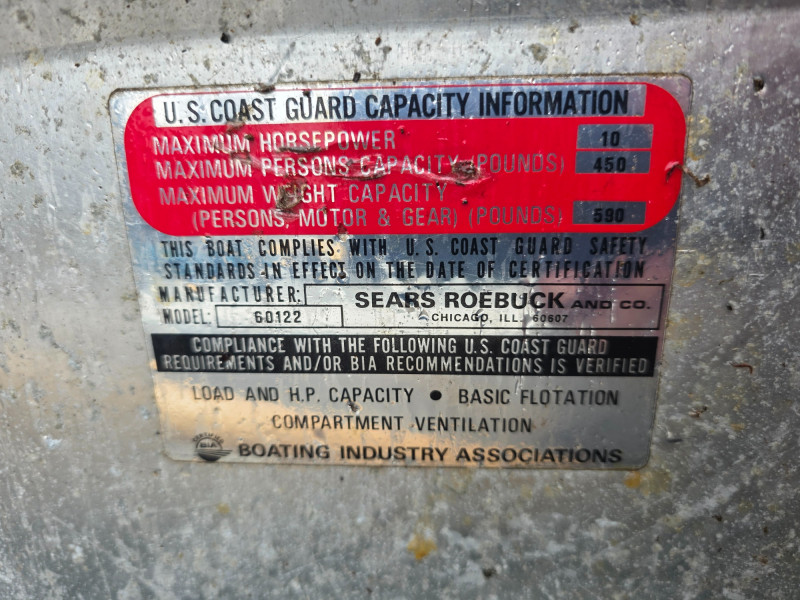 U.S. COAST GUARD CAPACITY INFORMATION
MAXIMUM HORSEPOWER 10
MAXIMUM PERSONS CAPACITY (POUNDS) 450
MAXIMUM WEIGHT CAPACITY
(PERSONS, MOTOR & GEAR) (POUNDS) 590
THIS BOAT COMPLIES WITH U.S. COAST GUARD SAFETY
STANDARDS IN EFFECT ON THE DATE OF CERTIFICATION
MANUFACTURER: SEARS ROEBUCK AND CO.
MODEL: 60122 CHICAGO, ILL. 60607
COMPLIANCE WITH THE FOLLOWING U.S. COAST GUARD
REQUIREMENTS AND/OR BIA RECOMMENDATIONS IS VERIFIED
LOAD AND H.P. CAPACITY • BASIC FLOTATION
COMPARTMENT VENTILATION
BOATING INDUSTRY ASSOCIATIONS